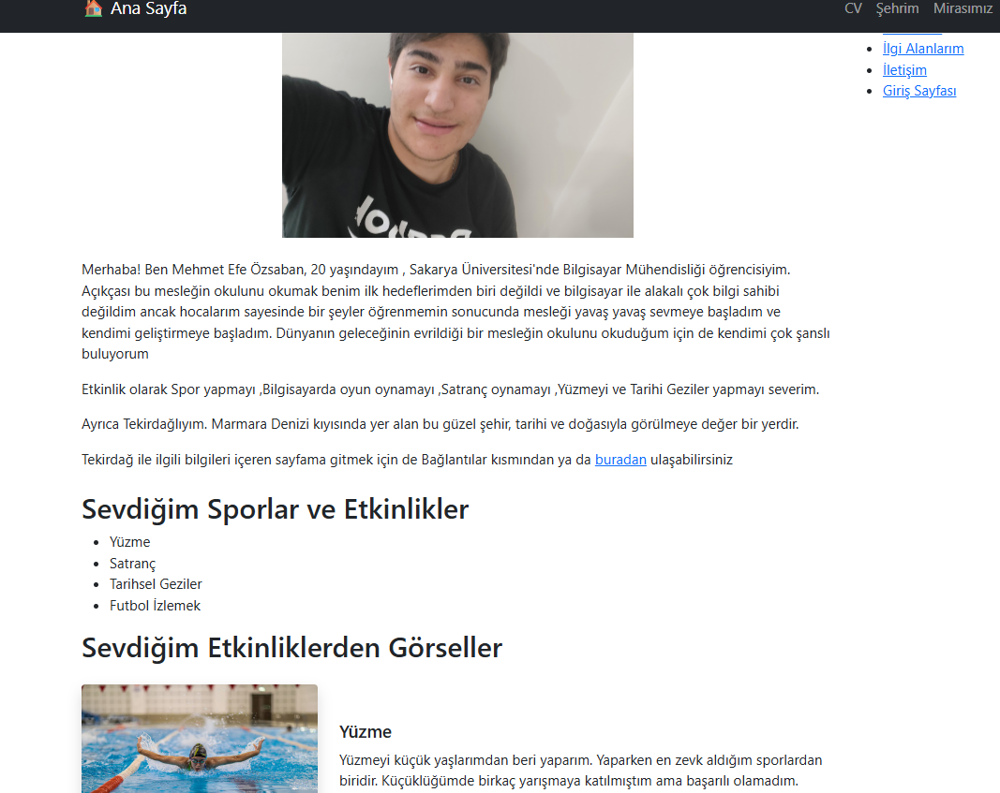 Ana Sayfa
CV Şehrim Mirasımız
İlgi Alanlarım
İletişim
Giriş Sayfası
Merhaba! Ben Mehmet Efe Özsaban, 20 yaşındayım , Sakarya Üniversitesi'nde Bilgisayar Mühendisliği öğrencisiyim.
Açıkçası bu mesleğin okulunu okumak benim ilk hedeflerimden biri değildi ve bilgisayar ile alakalı çok bilgi sahibi
değildim ancak hocalarım sayesinde bir şeyler öğrenmemin sonucunda mesleği yavaş yavaş sevmeye başladım ve
kendimi geliştirmeye başladım. Dünyanın geleceğinin evrildiği bir mesleğin okulunu okuduğum için de kendimi çok şanslı
buluyorum
Etkinlik olarak Spor yapmayı ,Bilgisayarda oyun oynamayı ,Satranç oynamayı ,Yüzmeyi ve Tarihi Geziler yapmayı severim.
Ayrıca Tekirdağlıyım. Marmara Denizi kıyısında yer alan bu güzel şehir, tarihi ve doğasıyla görülmeye değer bir yerdir.
Tekirdağ ile ilgili bilgileri içeren sayfama gitmek için de Bağlantılar kısmından ya da buradan ulaşabilirsiniz
Sevdiğim Sporlar ve Etkinlikler
Yüzme
Satranç
Tarihsel Geziler
Futbol İzlemek
Sevdiğim Etkinliklerden Görseller
Yüzme
Yüzmeyi küçük yaşlarımdan beri yaparım. Yaparken en zevk aldığım sporlardan
biridir. Küçüklüğümde birkaç yarışmaya katılmıştım ama başarılı olamadım.